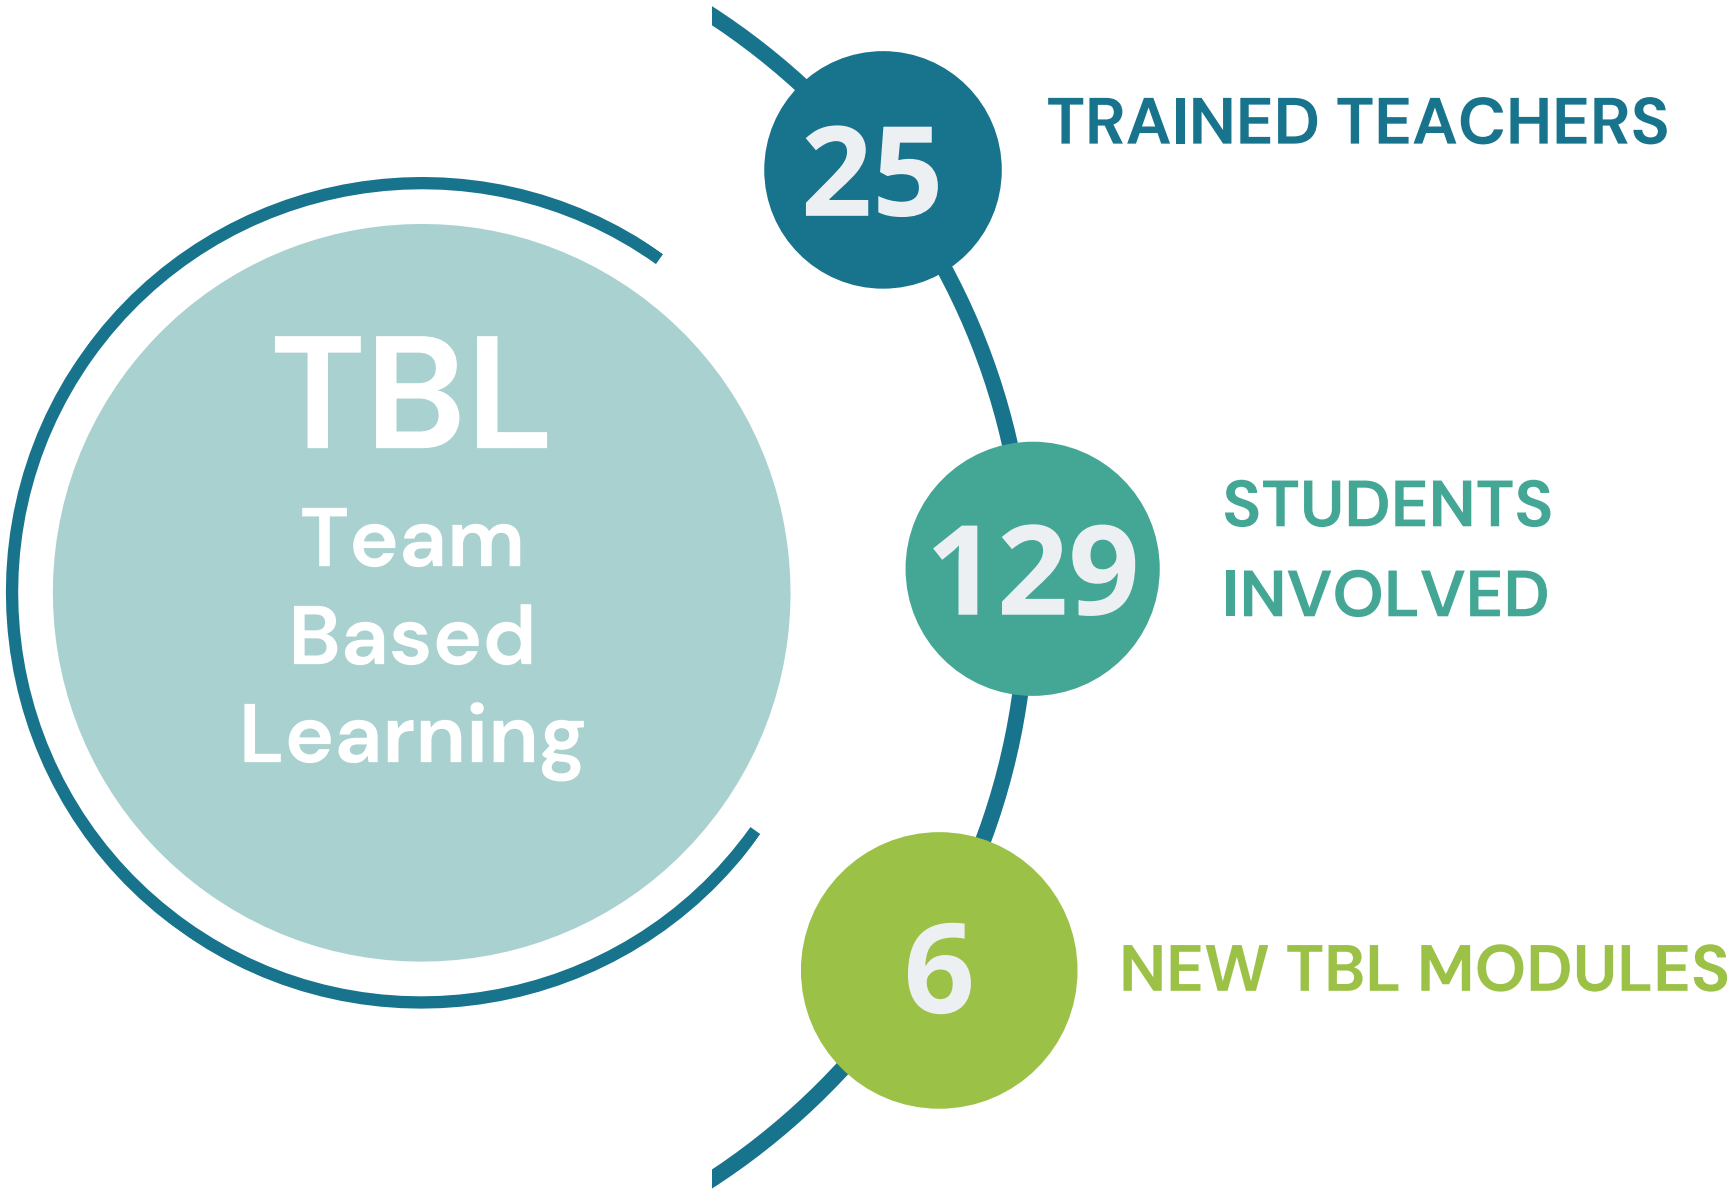 TBL
Team
Based
Learning
25
TRAINED TEACHERS
129
STUDENTS
INVOLVED
6
NEW TBL MODULES